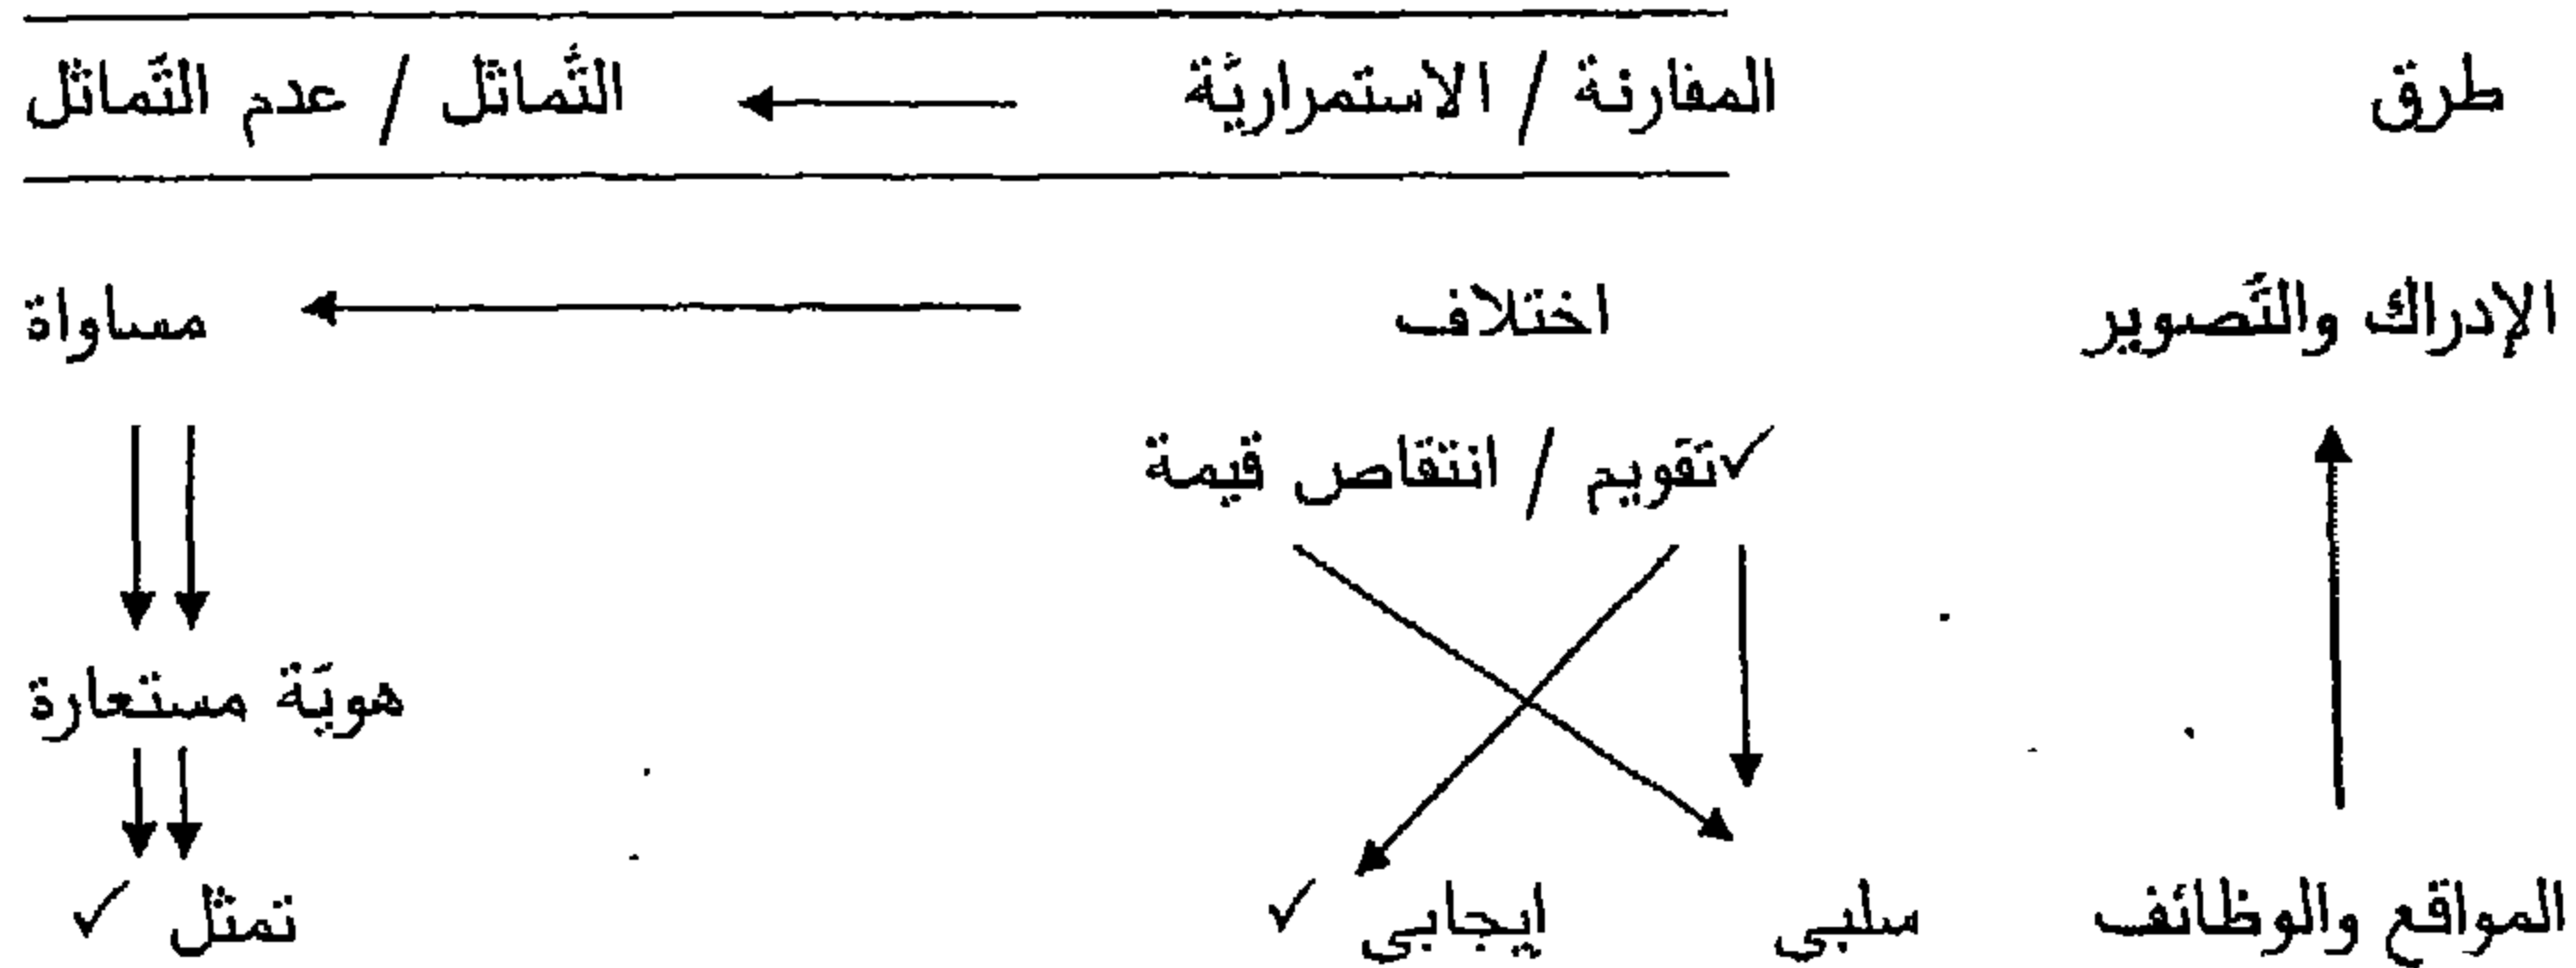 طرق المفارنة / الاستمراريّة التّماثل / عدم التّماثل
الإدراك والتّصوير اختلاف مساواة
✓تقويم / انتقاص قيمة
هويّة مستعارة
المواقع والوظائف سلبي ايجابي ✓ تمثل ✓